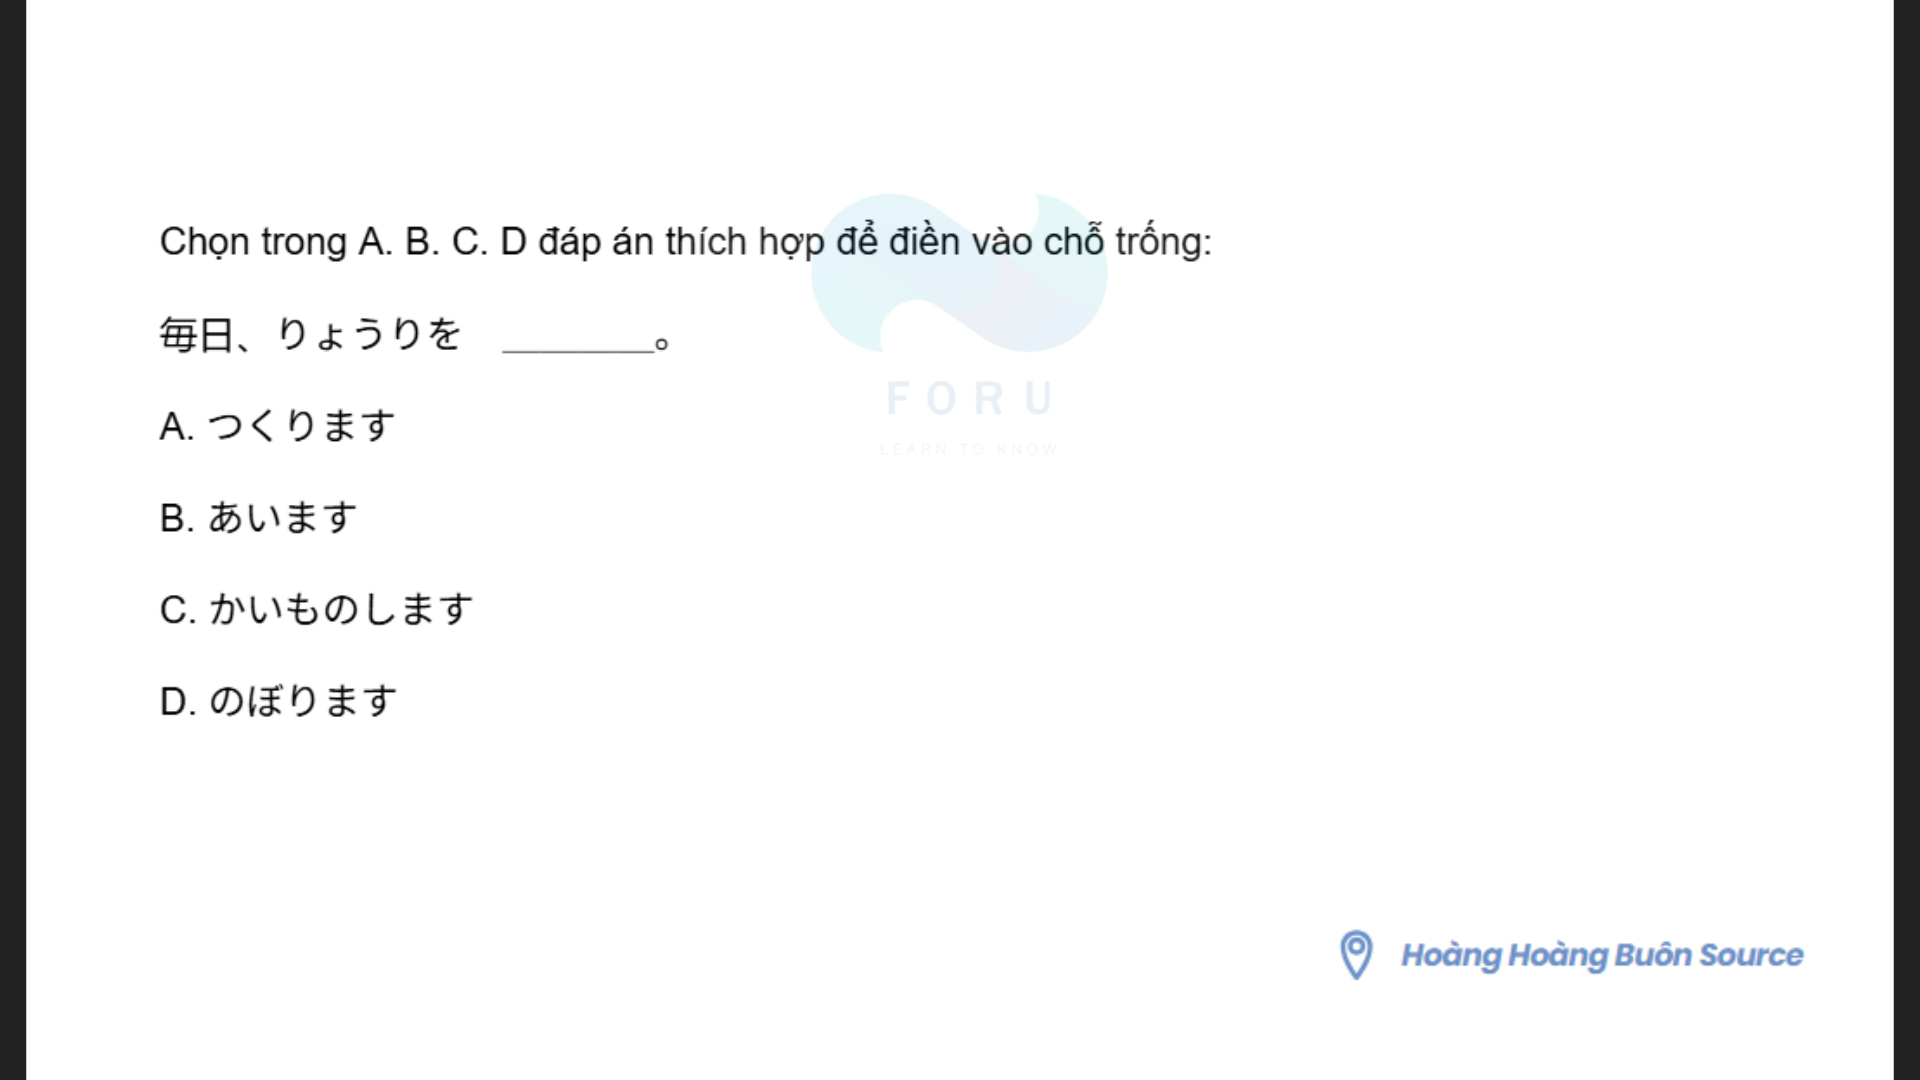 Chọn trong A. B. C. D đáp án thích hợp để điền vào chỗ trống:
毎日、りょうりを　________。
A. つくります
B. あいます
C. かいものします
D. のぼります
FORU
LEARN TO KNOW
Hoàng Hoàng Buôn Source